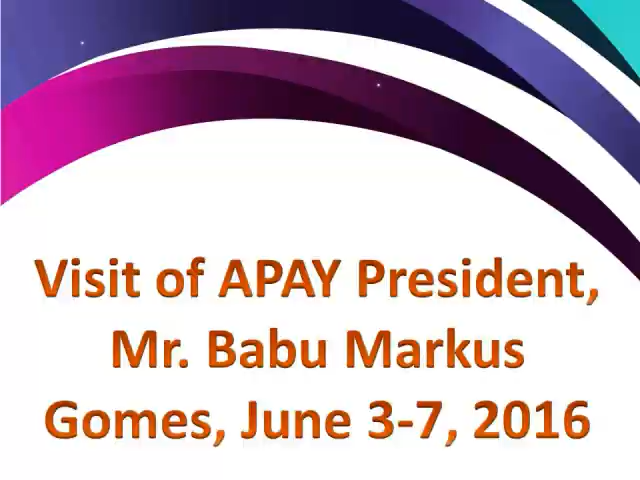 Visit of APAY President,
Mr. Babu Markus
Gomes, June 3-7, 2016